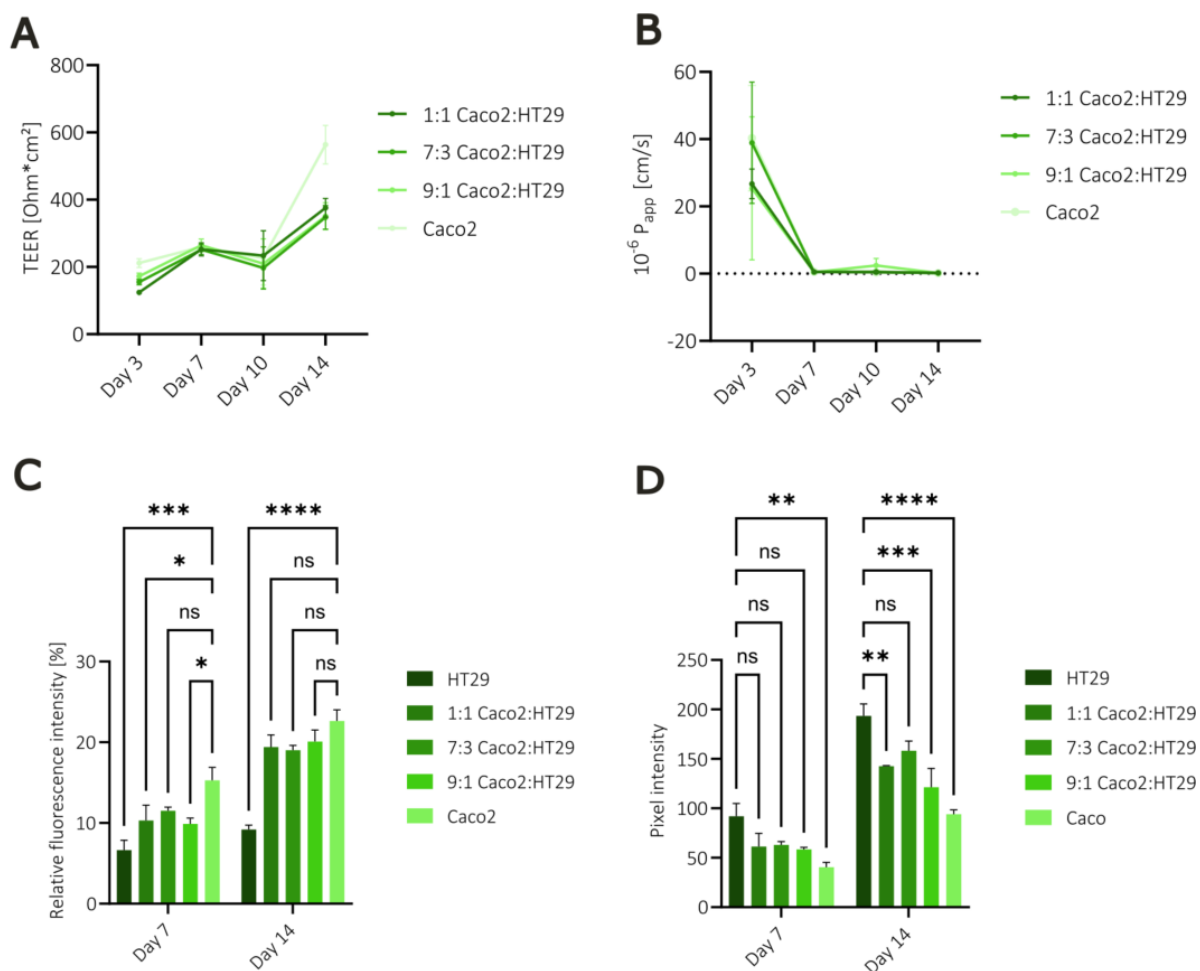 A
TEER [Ohm*cm²]
800
600
400
200
0
Day 3
Day 7
Day 10
Day 14
1:1 Caco2:HT29
7:3 Caco2:HT29
9:1 Caco2:HT29
Caco2
B
10⁻⁶ Papp [cm/s]
60
40
20
0
-20
Day 3
Day 7
Day 10
Day 14
1:1 Caco2:HT29
7:3 Caco2:HT29
9:1 Caco2:HT29
Caco2
C
Relative fluorescence intensity [%]
30
20
10
0
***
*
ns
*
****
ns
ns
ns
Day 7
Day 14
HT29
1:1 Caco2:HT29
7:3 Caco2:HT29
9:1 Caco2:HT29
Caco2
D
Pixel intensity
250
200
150
100
50
0
**
ns
ns
ns
****
***
ns
**
Day 7
Day 14
HT29
1:1 Caco2:HT29
7:3 Caco2:HT29
9:1 Caco2:HT29
Caco